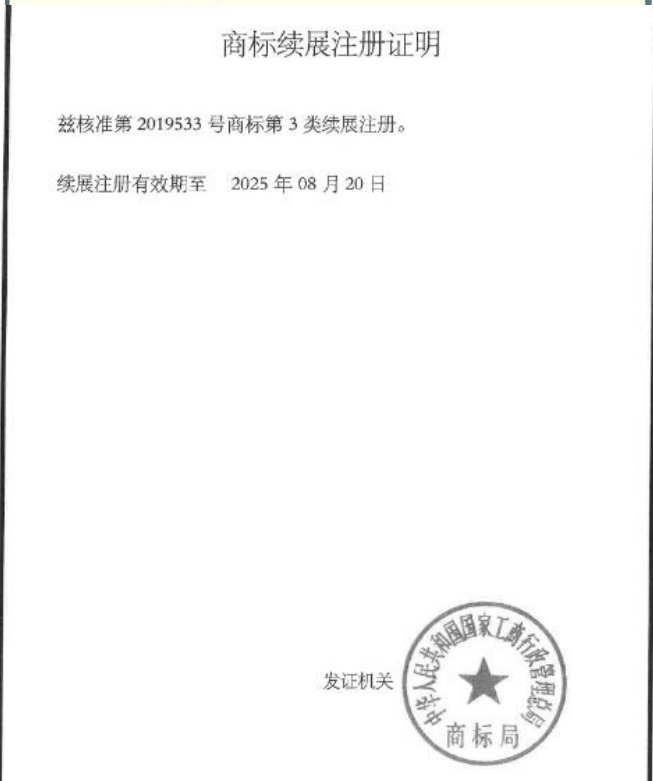 商标续展注册证明
兹核准第 2019533 号商标第 3 类续展注册。
续展注册有效期至 2025 年 08 月 20 日
发证机关
中华人民共和国国家工商行政管理总局
商标局